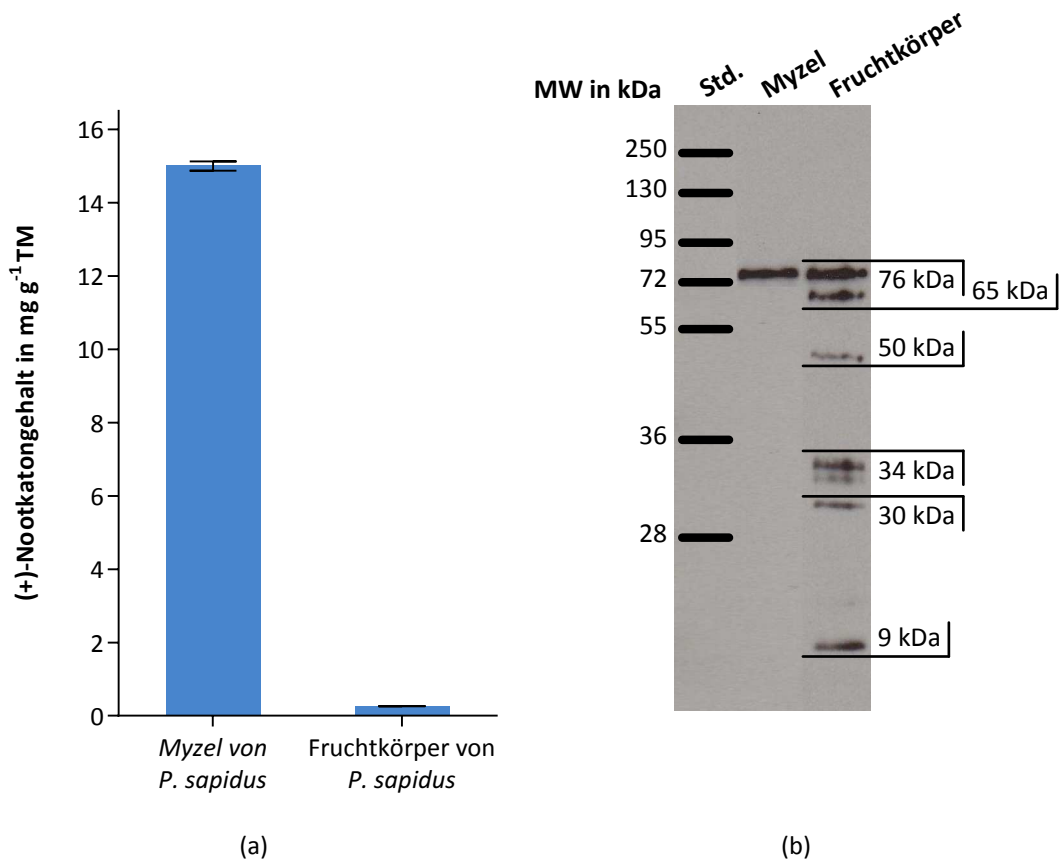 16
14
12
10
8
6
4
2
0
(+)-Nootkatongehalt in mg g⁻¹ TM
Myzel von
P. sapidus
Fruchtkörper von
P. sapidus
(a)
MW in kDa
Std.
Myzel
Fruchtkörper
250
130
95
72
55
36
28
76 kDa
65 kDa
50 kDa
34 kDa
30 kDa
9 kDa
(b)